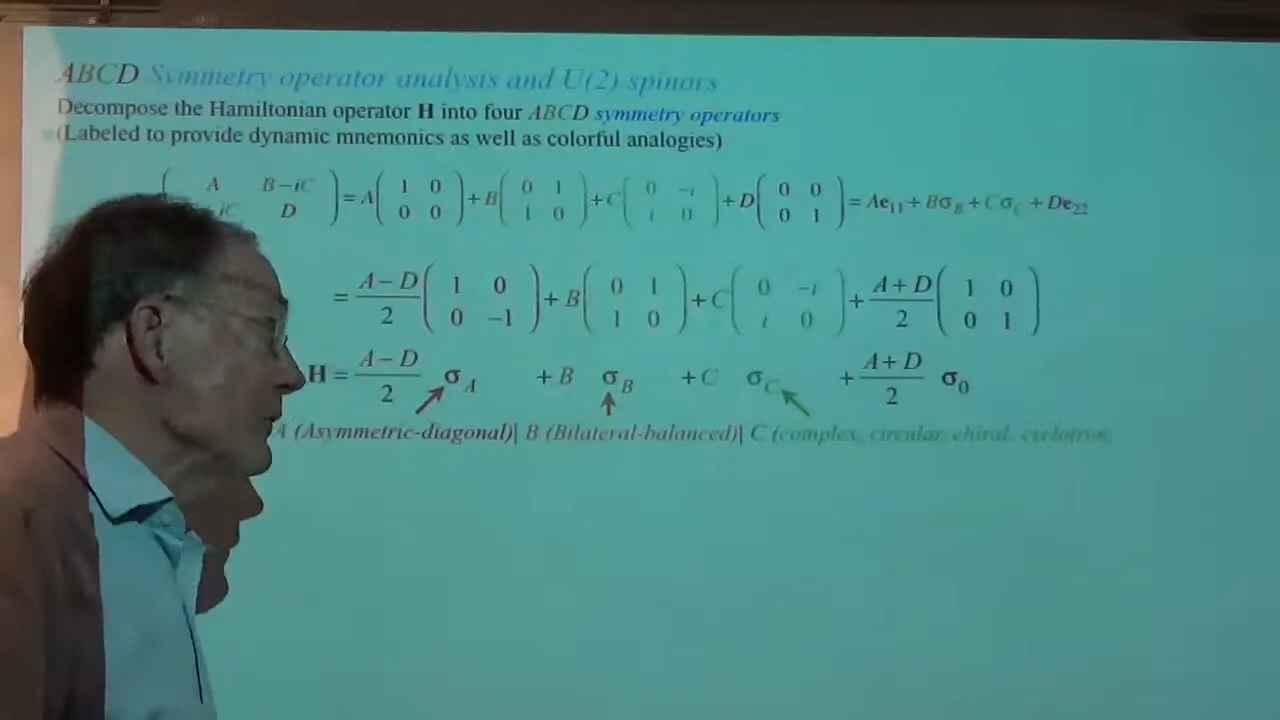 ABCD Symmetry operator analysis and U(2) spinors
Decompose the Hamiltonian operator H into four ABCD symmetry operators
(Labeled to provide dynamic mnemonics as well as colorful analogies)
( A B−iC ; iC D ) = A( 1 0 ; 0 0 ) + B( 0 1 ; 1 0 ) + C( 0 −i ; i 0 ) + D( 0 0 ; 0 1 ) = Ae₁₁ + Bσ_B + Cσ_C + De₂₂
= A−D/2 ( 1 0 ; 0 −1 ) + B( 0 1 ; 1 0 ) + C( 0 −i ; i 0 ) + A+D/2 ( 1 0 ; 0 1 )
H = A−D/2 σ_A + B σ_B + C σ_C + A+D/2 σ₀
A (Asymmetric-diagonal)| B (Bilateral-balanced)| C (complex, circular, chiral, cyclotron,